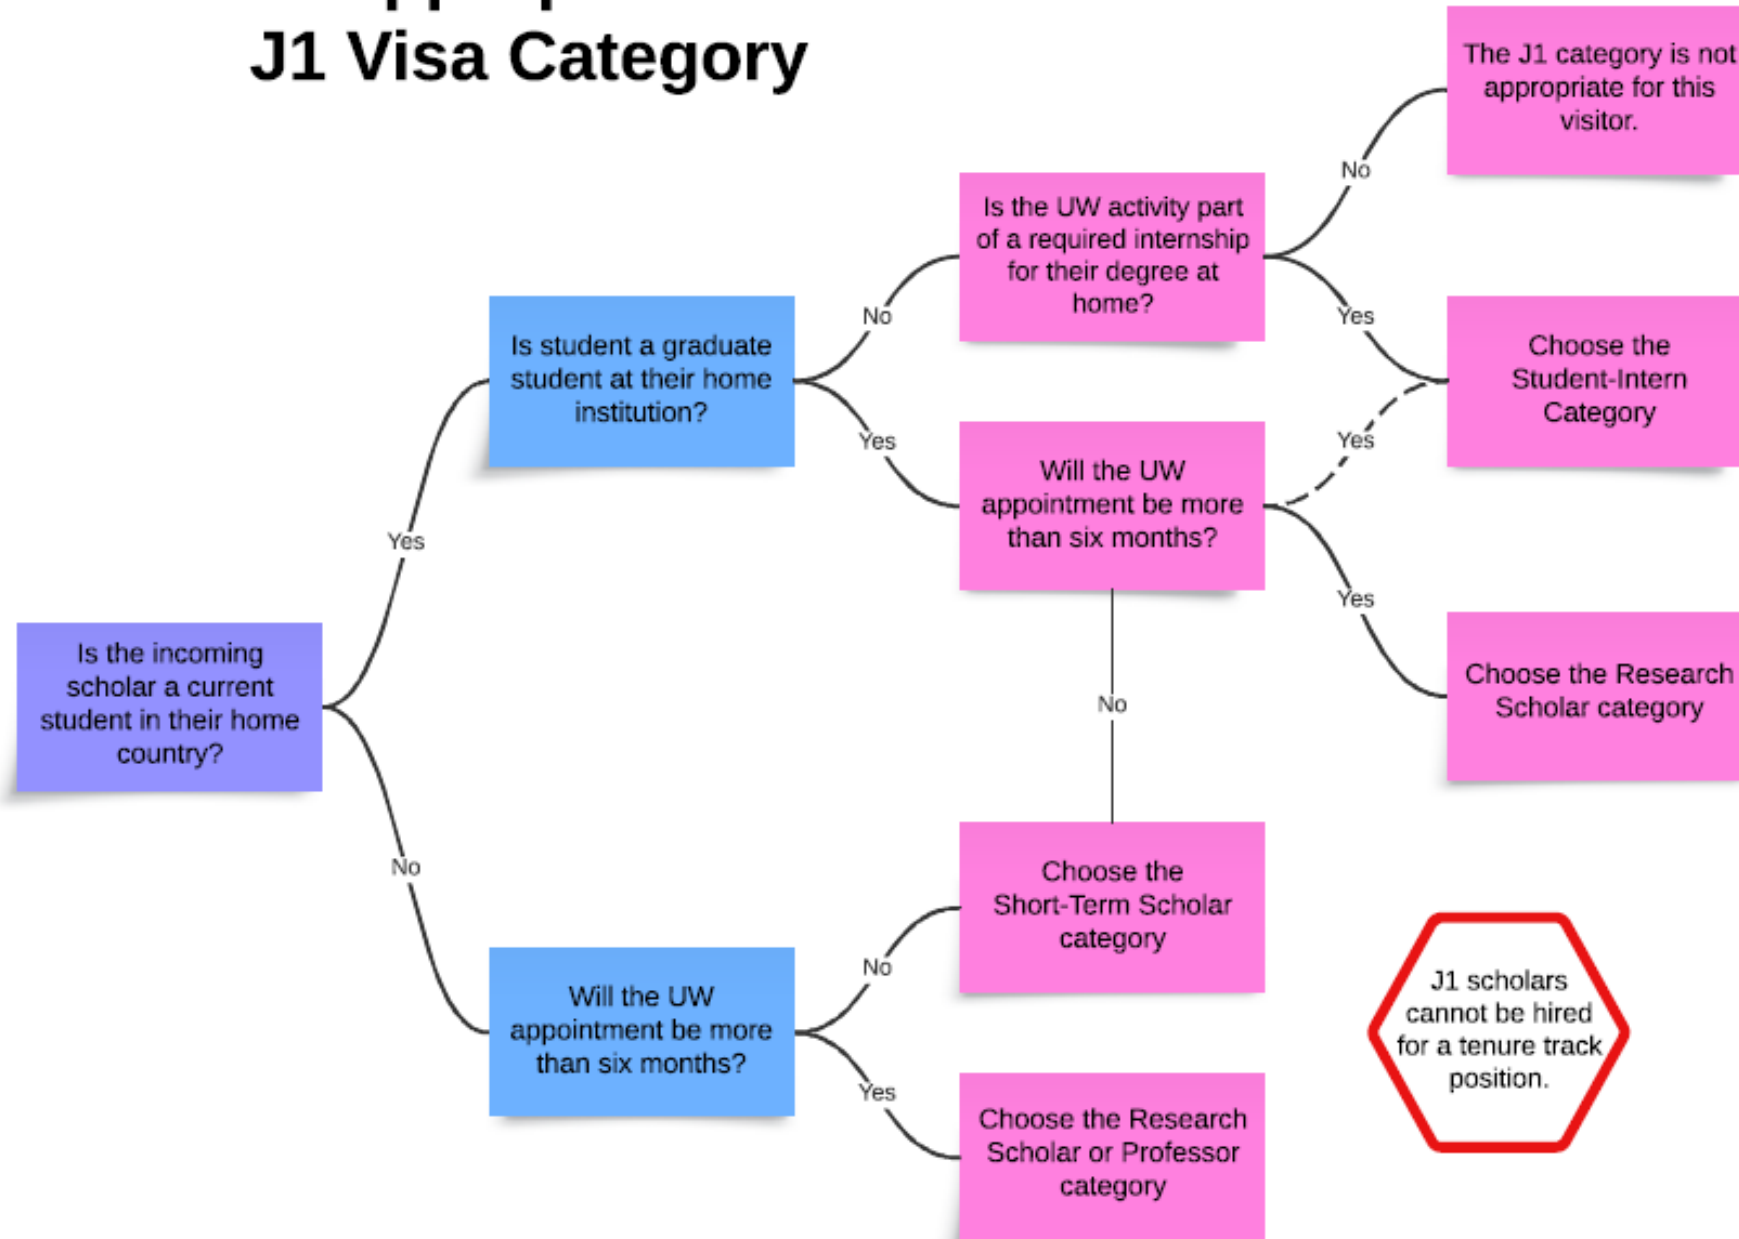 J1 Visa Category
The J1 category is not
appropriate for this
visitor.
No
Is the UW activity part
of a required internship
for their degree at
home?
No
Yes
Is student a graduate
student at their home
institution?
Choose the
Student-Intern
Category
Yes
Yes
Will the UW
appointment be more
than six months?
Yes
Yes
Is the incoming
scholar a current
student in their home
country?
Choose the Research
Scholar category
No
No
Choose the
Short-Term Scholar
category
No
Will the UW
appointment be more
than six months?
Yes
Choose the Research
Scholar or Professor
category
J1 scholars
cannot be hired
for a tenure track
position.